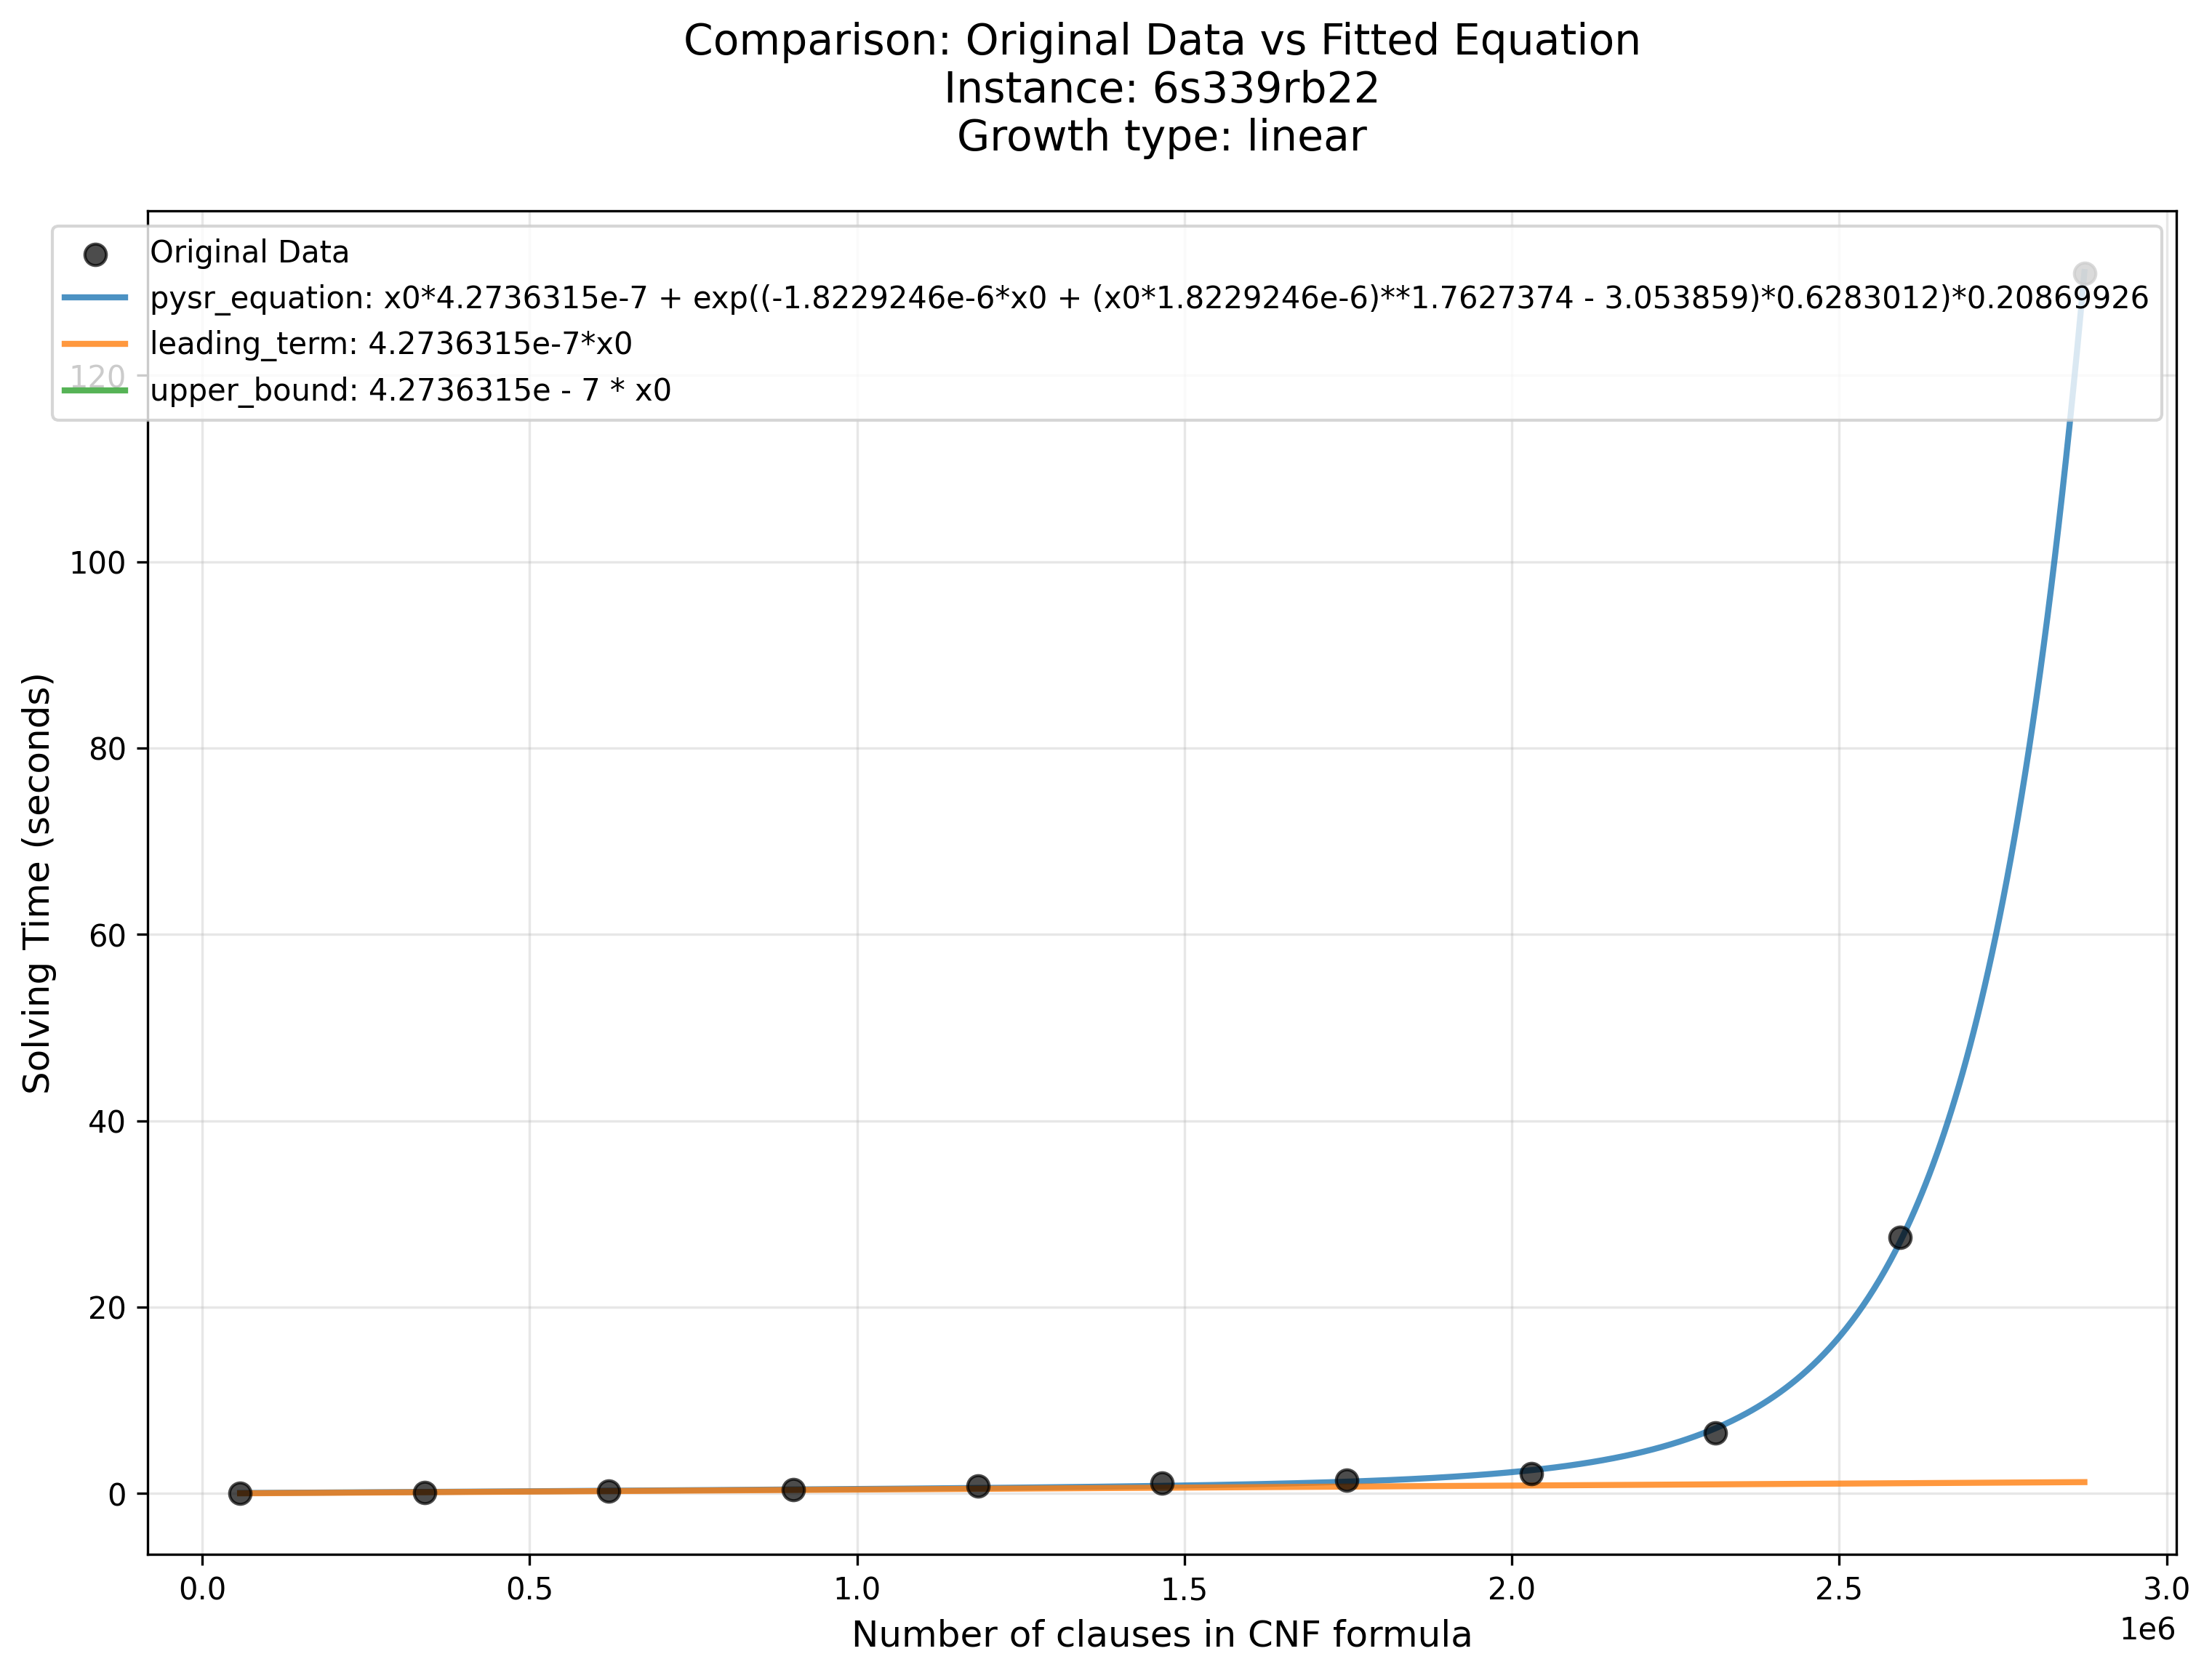 Comparison: Original Data vs Fitted Equation
Instance: 6s339rb22
Growth type: linear
Original Data
pysr_equation: x0*4.2736315e-7 + exp((-1.8229246e-6*x0 + (x0*1.8229246e-6)**1.7627374 - 3.053859)*0.6283012)*0.20869926
leading_term: 4.2736315e-7*x0
upper_bound: 4.2736315e - 7 * x0
120
100
80
60
40
20
0
Solving Time (seconds)
0.0 0.5 1.0 1.5 2.0 2.5 3.0
1e6
Number of clauses in CNF formula